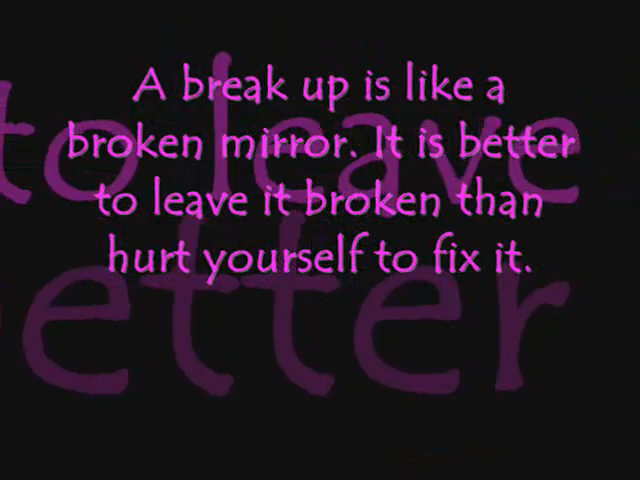 A break up is like a
broken mirror. It is better
to leave it broken than
hurt yourself to fix it.
to leave
better